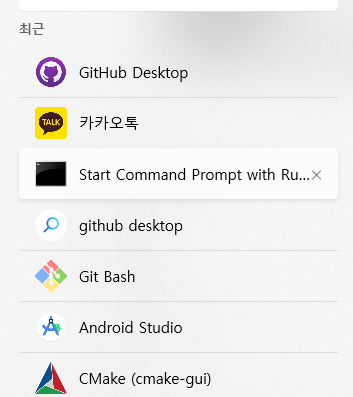 최근
GitHub Desktop
TALK
카카오톡
Start Command Prompt with Ru...
github desktop
Git Bash
Android Studio
CMake (cmake-gui)